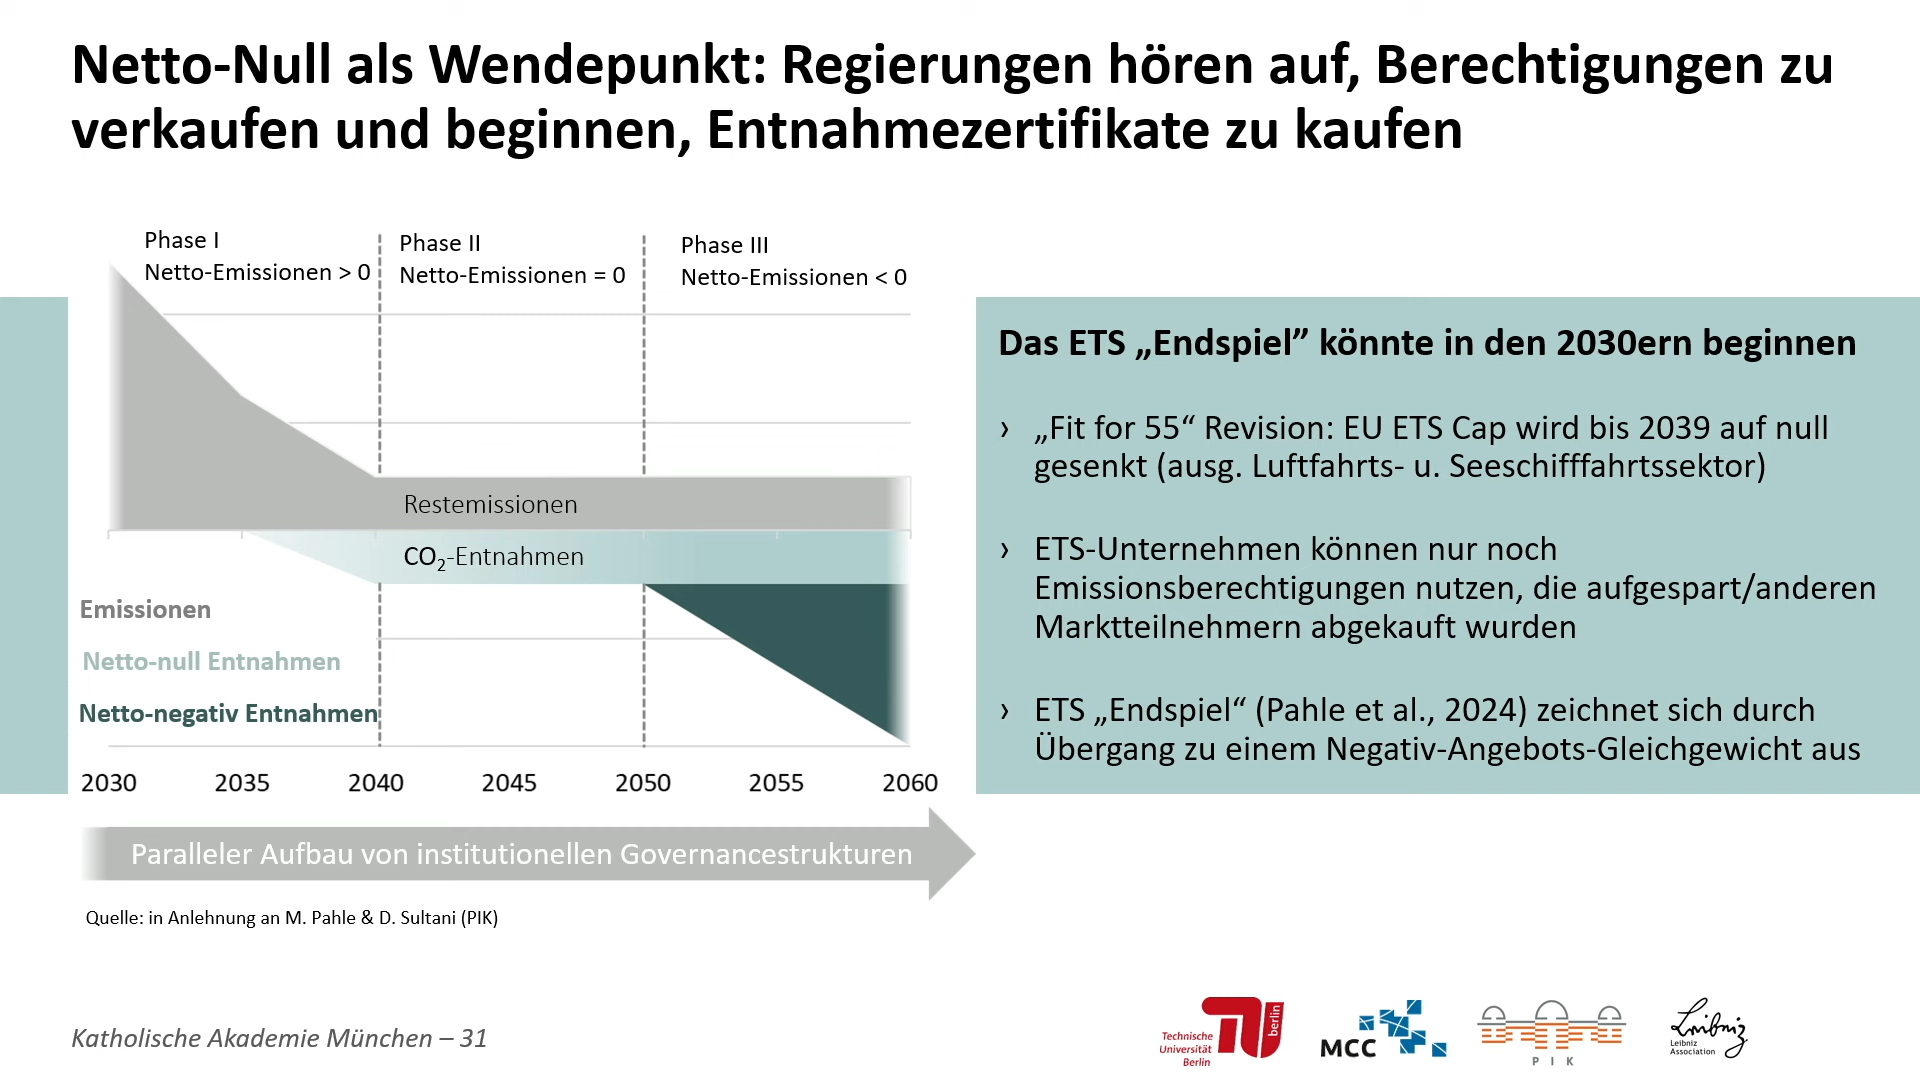 Netto-Null als Wendepunkt: Regierungen hören auf, Berechtigungen zu
verkaufen und beginnen, Entnahmezertifikate zu kaufen
Phase I
Netto-Emissionen > 0
Phase II
Netto-Emissionen = 0
Phase III
Netto-Emissionen < 0
Restemissionen
CO₂-Entnahmen
Emissionen
Netto-null Entnahmen
Netto-negativ Entnahmen
2030 2035 2040 2045 2050 2055 2060
Paralleler Aufbau von institutionellen Governancestrukturen
Quelle: in Anlehnung an M. Pahle & D. Sultani (PIK)
Das ETS „Endspiel” könnte in den 2030ern beginnen
› „Fit for 55“ Revision: EU ETS Cap wird bis 2039 auf null
gesenkt (ausg. Luftfahrts- u. Seeschifffahrtssektor)
› ETS-Unternehmen können nur noch
Emissionsberechtigungen nutzen, die aufgespart/anderen
Marktteilnehmern abgekauft wurden
› ETS „Endspiel“ (Pahle et al., 2024) zeichnet sich durch
Übergang zu einem Negativ-Angebots-Gleichgewicht aus
Katholische Akademie München – 31
Technische
Universität
Berlin
berlin
MCC
PIK
Leibniz
Leibniz
Association